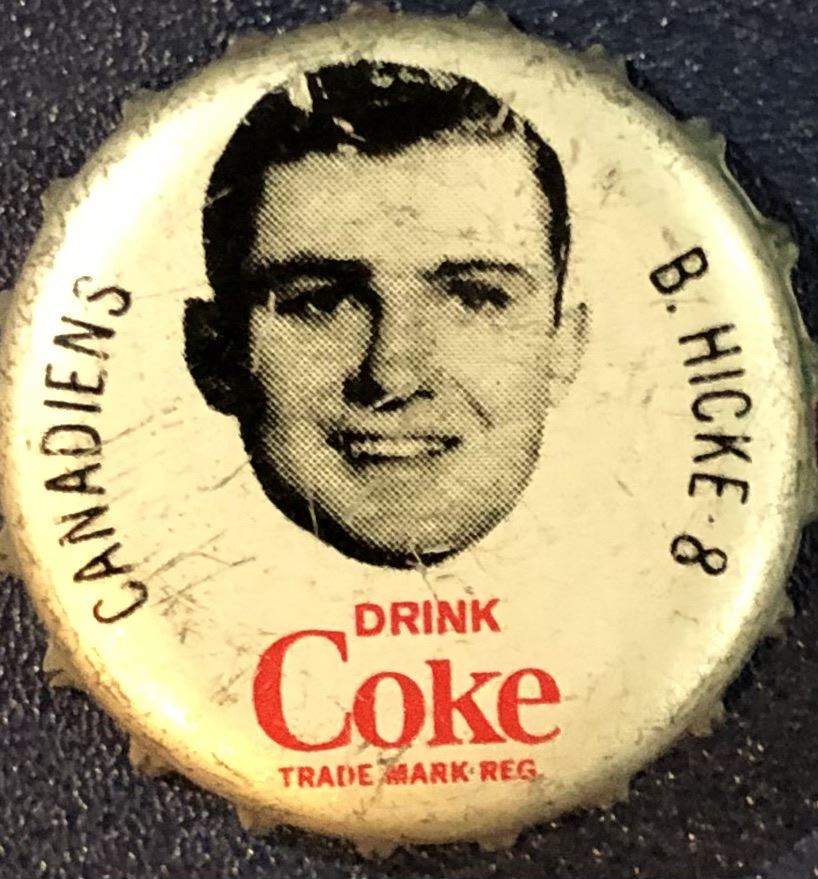 CANADIENS
B. HICKE·8
DRINK
Coke
TRADE MARK·REG.